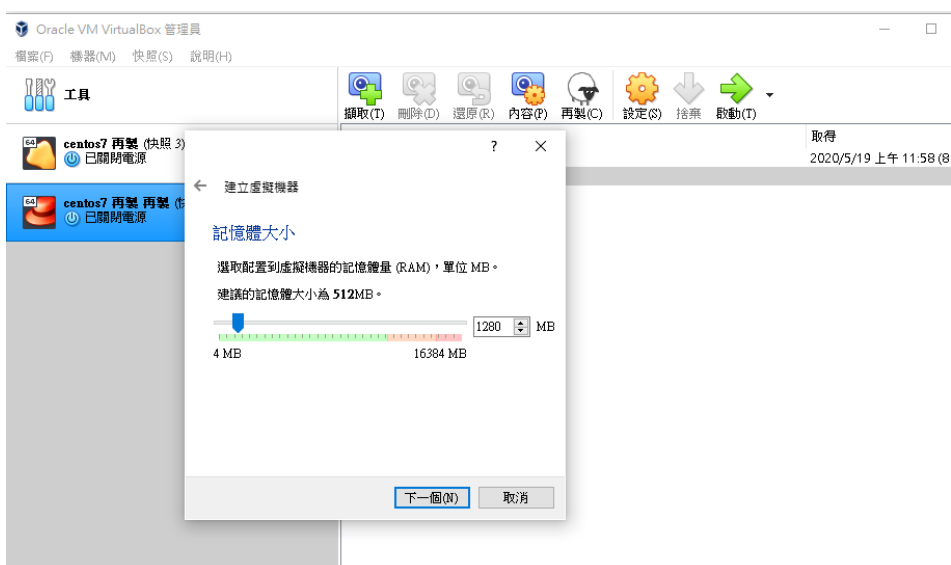 Oracle VM VirtualBox 管理員
檔案(F) 機器(M) 快照(S) 說明(H)
工具
擷取(T) 刪除(D) 還原(R) 內容(P) 再製(C) 設定(S) 捨棄 啟動(T)
取得
2020/5/19 上午 11:58 (8
64
centos7 再製 (快照 3)
已關閉電源
64
centos7 再製 再製 (
已關閉電源
? ×
← 建立虛擬機器
記憶體大小
選取配置到虛擬機器的記憶體量 (RAM),單位 MB。
建議的記憶體大小為 512MB。
1280 MB
4 MB 16384 MB
下一個(N) 取消